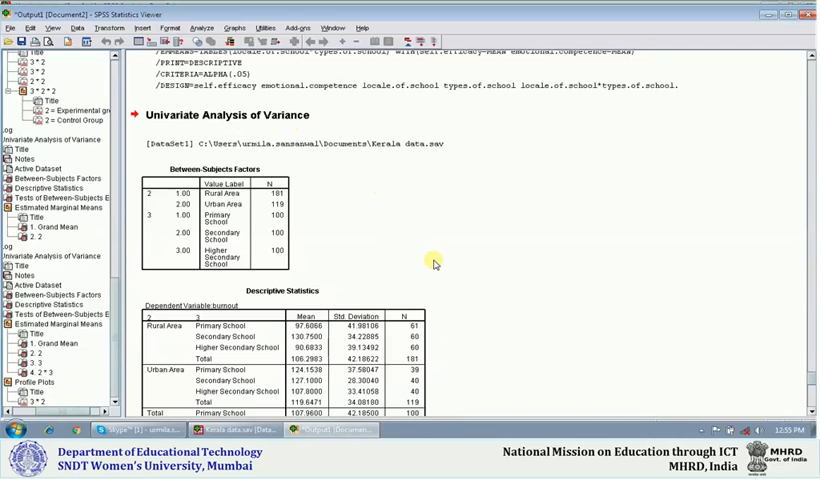 *Output1 [Document2] - SPSS Statistics Viewer
File Edit View Data Transform Insert Format Analyze Graphs Utilities Add-ons Window Help
3 * 2
3 * 2
2 * 2
3 * 2
3 * 2 * 2
Title
2 = Experimental gr
2 = Control Group
Log
Univariate Analysis of Variance
Title
Notes
Active Dataset
Between-Subjects Factors
Descriptive Statistics
Tests of Between-Subjects E
Estimated Marginal Means
Title
1. Grand Mean
2. 2
Log
Univariate Analysis of Variance
Title
Notes
Active Dataset
Between-Subjects Factors
Descriptive Statistics
Tests of Between-Subjects E
Estimated Marginal Means
Title
1. Grand Mean
2. 2
3. 3
4. 2 * 3
Profile Plots
Title
3 * 2
/PRINT=DESCRIPTIVE
/CRITERIA=ALPHA(.05)
/DESIGN=self.efficacy emotional.competence locale.of.school types.of.school locale.of.school*types.of.school.
Univariate Analysis of Variance
[DataSet1] C:\Users\urmila.sansanwal\Documents\Kerala data.sav
Between-Subjects Factors
Value Label N
2 1.00 Rural Area 181
2.00 Urban Area 119
3 1.00 Primary School 100
2.00 Secondary School 100
3.00 Higher Secondary School 100
Descriptive Statistics
Dependent Variable:burnout
2 3 Mean Std. Deviation N
Rural Area Primary School 97.6066 41.98106 61
Secondary School 130.7500 34.22885 60
Higher Secondary School 90.6833 39.13492 60
Total 106.2983 42.18622 181
Urban Area Primary School 124.1538 37.58047 39
Secondary School 127.1000 28.30040 40
Higher Secondary School 107.8000 33.41058 40
Total 119.6471 34.08180 119
Total Primary School 107.9600 42.18500 100
Skype™ [1] - urmila.s...
Kerala data.sav [Data...
*Output1 [Documen...
12:55 PM
Department of Educational Technology
SNDT Women's University, Mumbai
National Mission on Education through ICT
MHRD, India
MHRD
Govt. of India